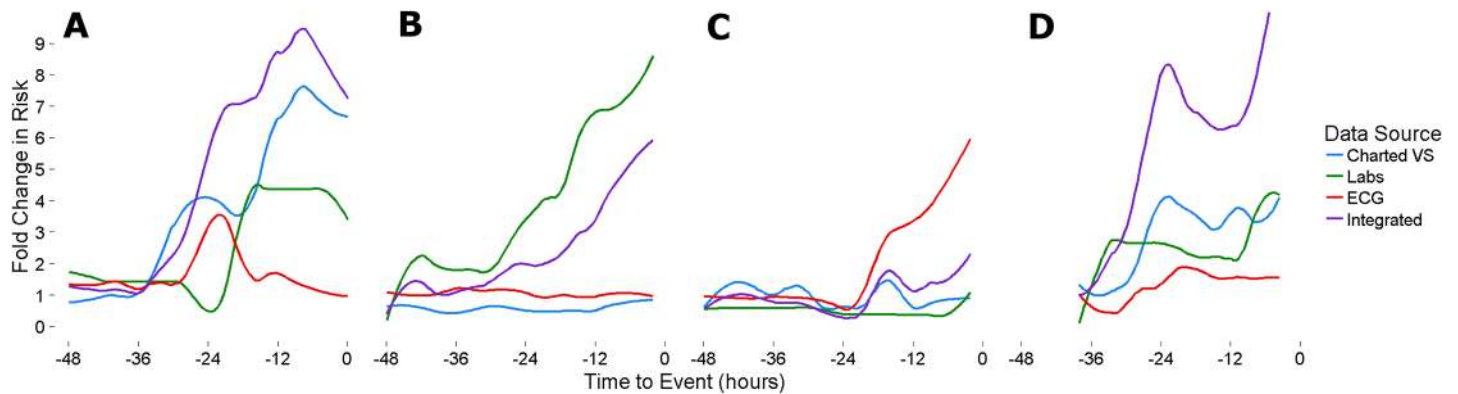 A
B
C
D
Fold Change in Risk
9
8
7
6
5
4
3
2
1
0
-48 -36 -24 -12 0
-48 -36 -24 -12 0
-48 -36 -24 -12 0
-48 -36 -24 -12 0
Time to Event (hours)
Data Source
Charted VS
Labs
ECG
Integrated